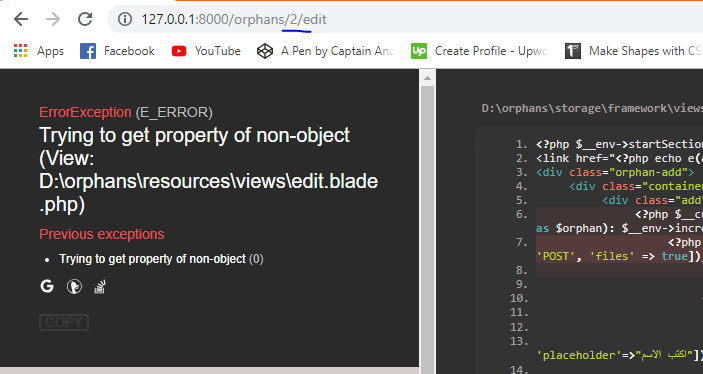 127.0.0.1:8000/orphans/2/edit
Apps Facebook YouTube A Pen by Captain Ano Up Create Profile - Upwo 1st Make Shapes with CS
ErrorException (E_ERROR)
Trying to get property of non-object
(View:
D:\orphans\resources\views\edit.blade
.php)
Previous exceptions
• Trying to get property of non-object (0)
G
COPY
D:\orphans\storage\framework\views
1. <?php $__env->startSection
2. <link href="<?php echo e(a
3. <div class="orphan-add">
4. <div class="container
5. <div class="add
6. <?php $__cu
as $orphan): $__env->incre
7. <?php
'POST', 'files' => true])
8.
9.
10. <
11.
12.
13.
'placeholder'=>"اكتب الاسم"])
14.